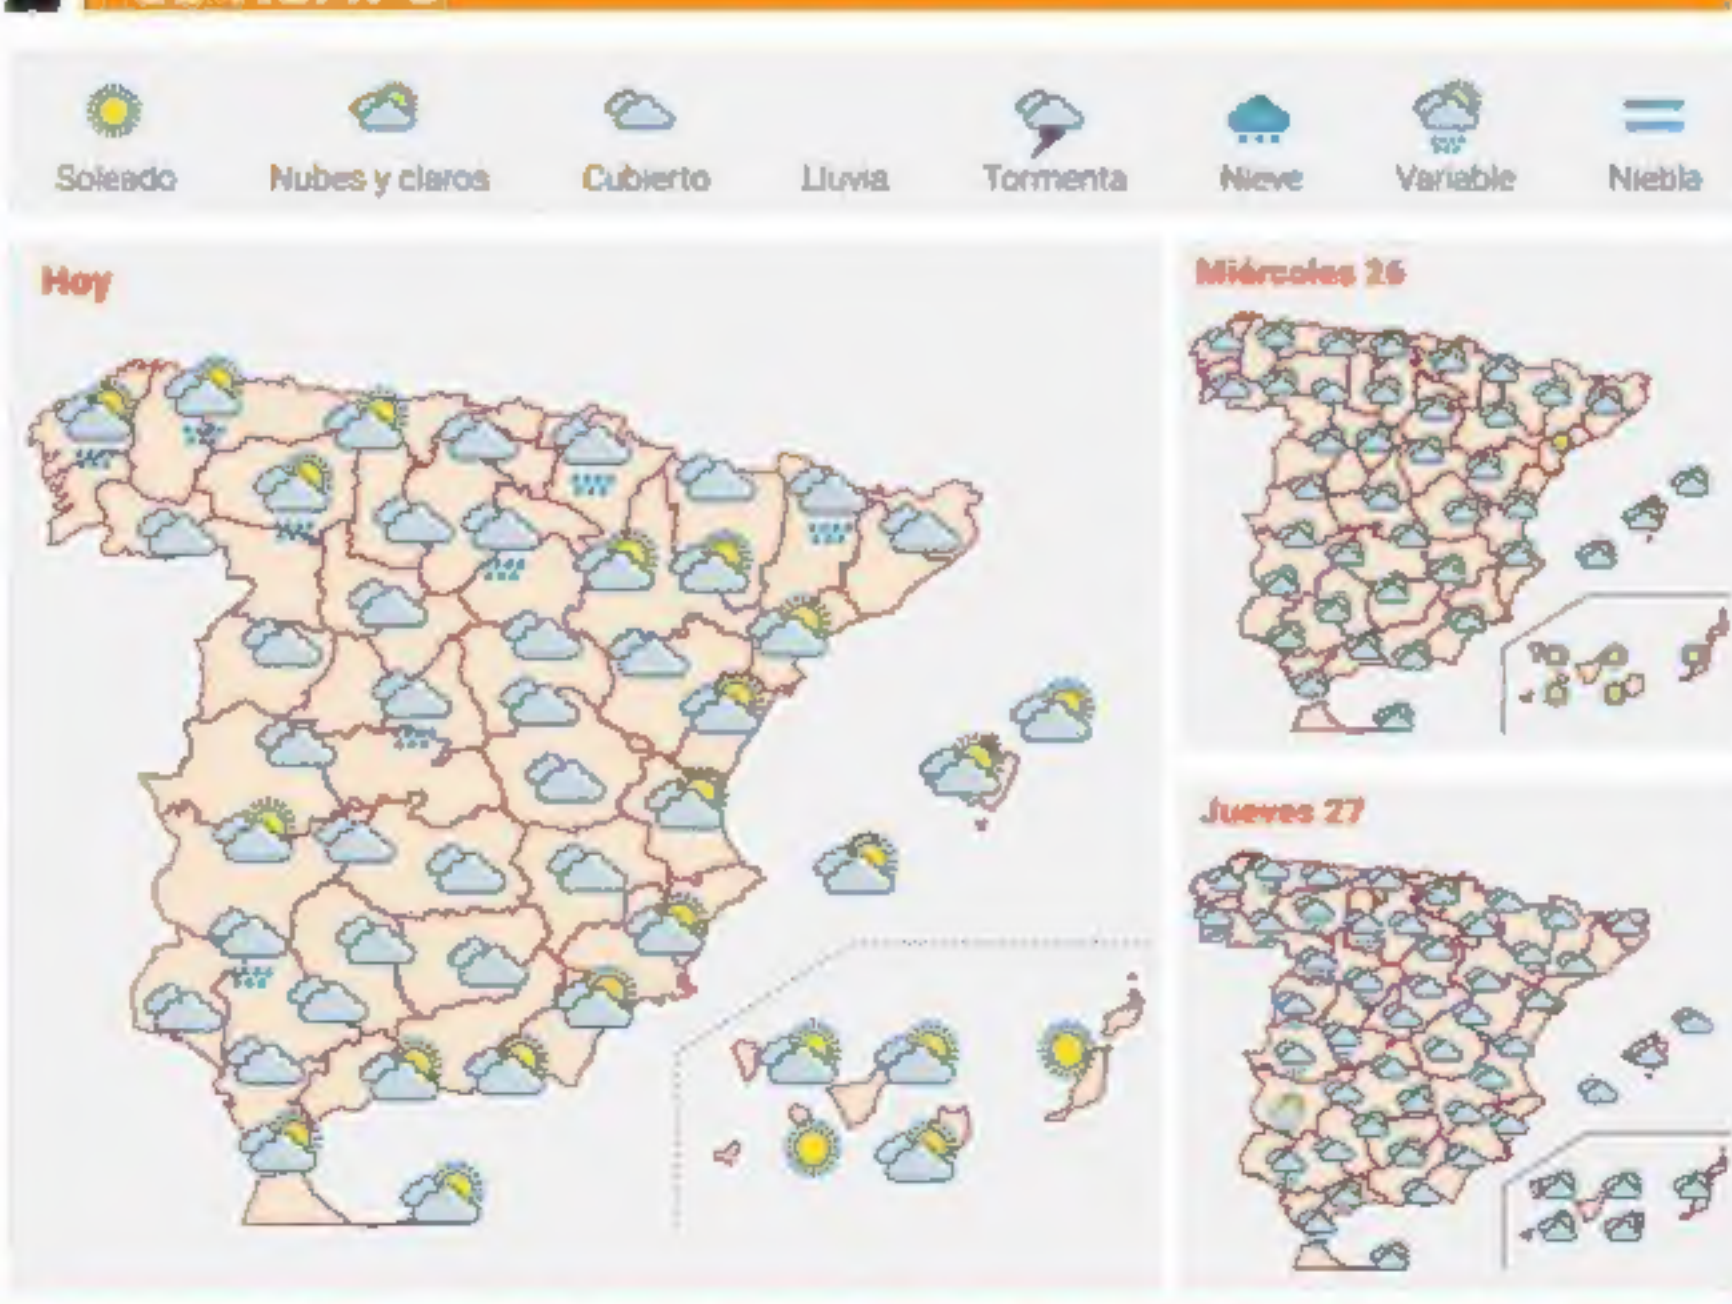 Soleado
Nubes y claros
Cubierto
Lluvia
Tormenta
Nieve
Variable
Niebla
Hoy
Miércoles 26
Jueves 27